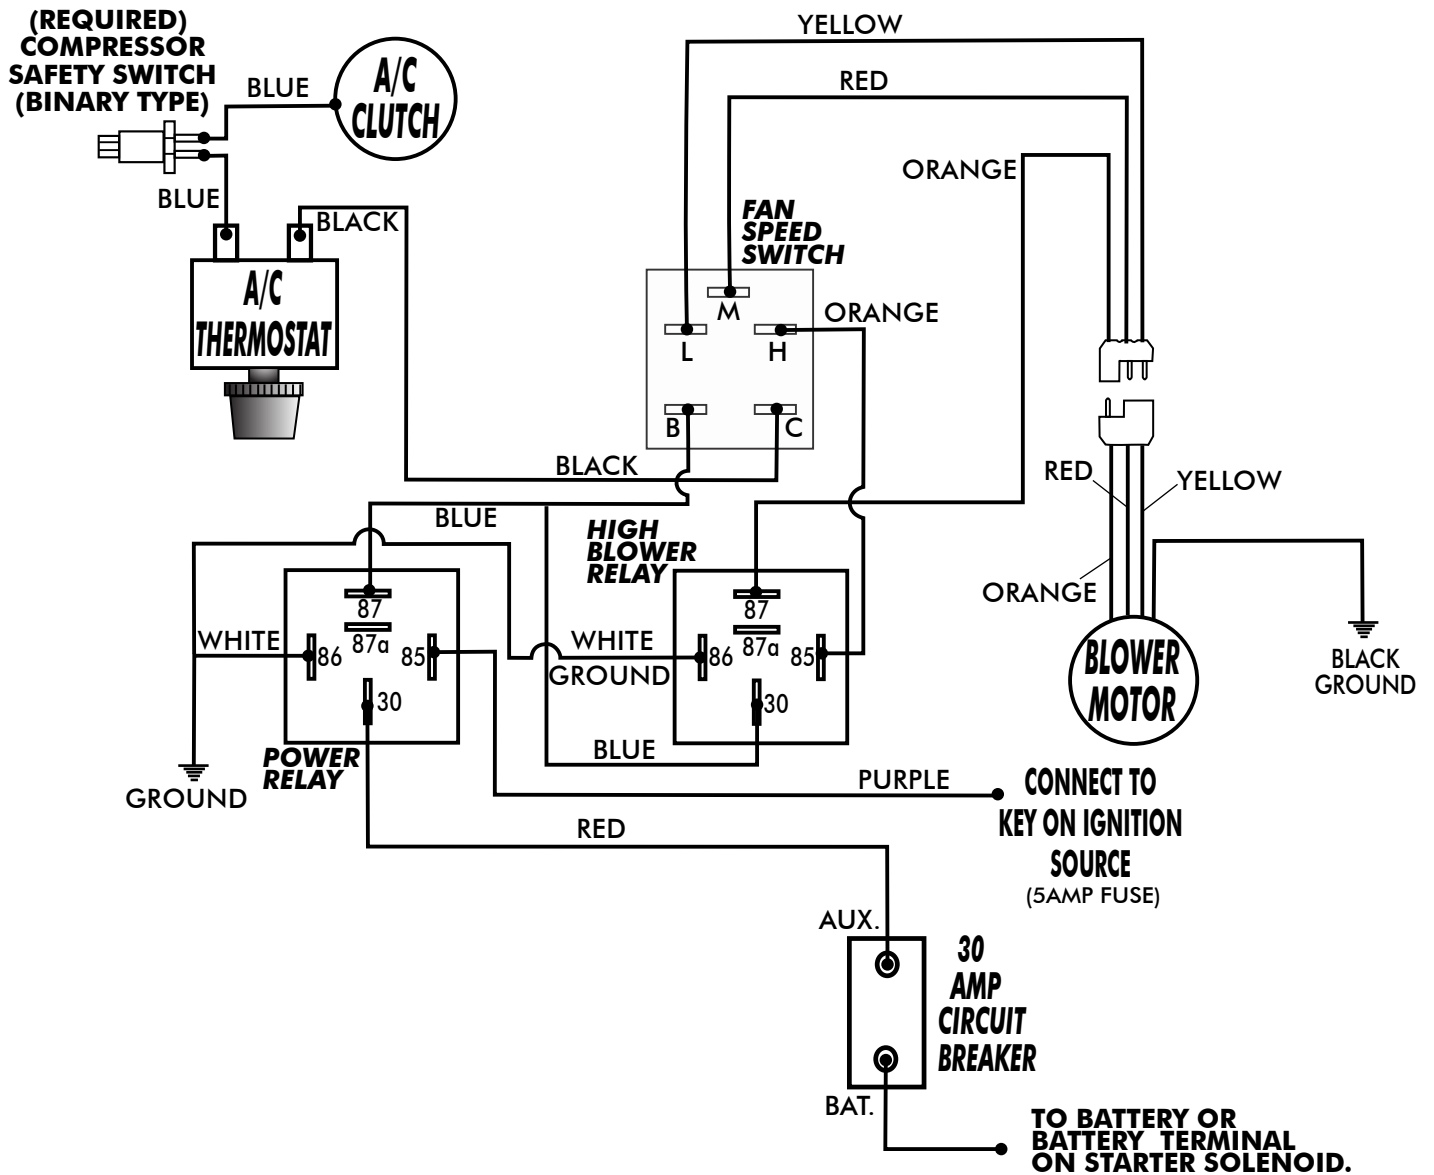 (REQUIRED)
COMPRESSOR
SAFETY SWITCH
(BINARY TYPE)
BLUE
A/C
CLUTCH
YELLOW
RED
ORANGE
BLUE
BLACK
FAN
SPEED
SWITCH
A/C
THERMOSTAT
M
ORANGE
L
H
B
C
BLACK
RED
YELLOW
BLUE
HIGH
BLOWER
RELAY
ORANGE
87
87a
WHITE
86
85
30
WHITE
GROUND
87
87a
86
85
30
BLOWER
MOTOR
BLACK
GROUND
BLUE
POWER
RELAY
GROUND
PURPLE
CONNECT TO
KEY ON IGNITION
SOURCE
(5AMP FUSE)
RED
AUX.
30
AMP
CIRCUIT
BREAKER
BAT.
TO BATTERY OR
BATTERY TERMINAL
ON STARTER SOLENOID.